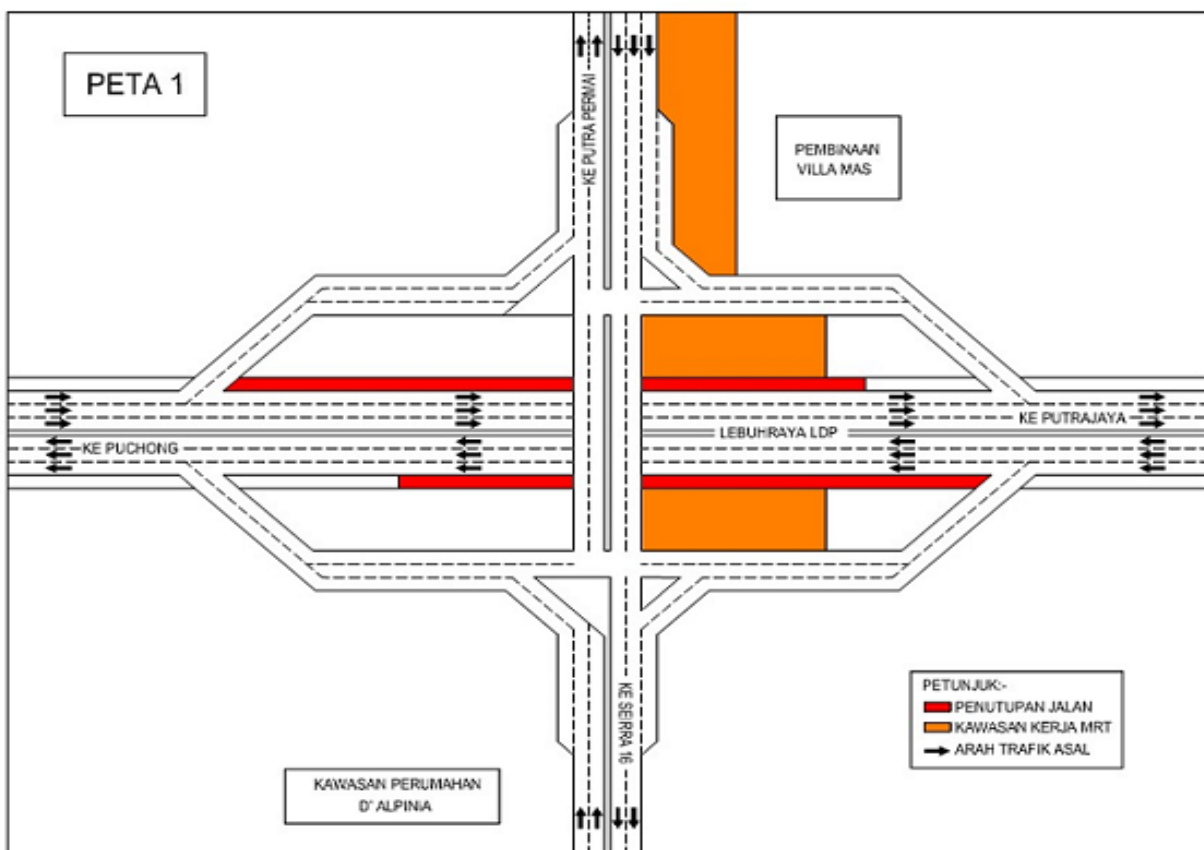 PETA 1
KE PUTRA PERMAI
PEMBINAAN
VILLA MAS
KE PUTRAJAYA
LEBUHRAYA LDP
KE PUCHONG
KE SEIRRA 16
KAWASAN PERUMAHAN
D' ALPINIA
PETUNJUK:-
PENUTUPAN JALAN
KAWASAN KERJA MRT
ARAH TRAFIK ASAL